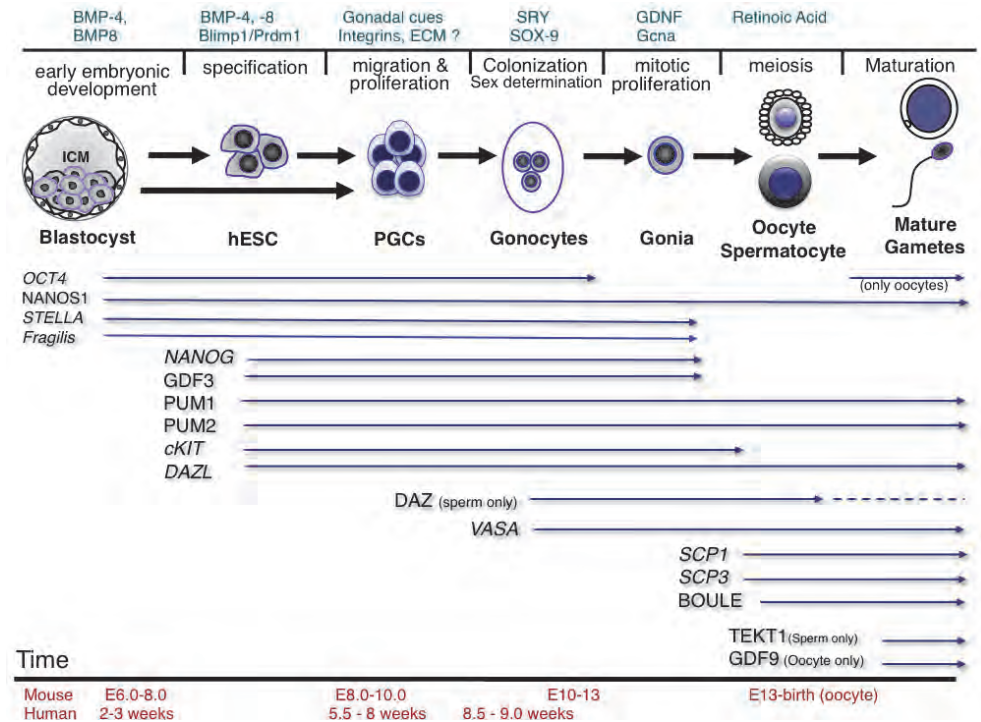 BMP-4,
BMP8
BMP-4, -8
Blimp1/Prdm1
Gonadal cues
Integrins, ECM ?
SRY
SOX-9
GDNF
Gcna
Retinoic Acid
early embryonic
development
specification
migration &
proliferation
Colonization
Sex determination
mitotic
proliferation
meiosis
Maturation
ICM
Blastocyst
hESC
PGCs
Gonocytes
Gonia
Oocyte
Spermatocyte
Mature
Gametes
OCT4
(only oocytes)
NANOS1
STELLA
Fragilis
NANOG
GDF3
PUM1
PUM2
cKIT
DAZL
DAZ (sperm only)
VASA
SCP1
SCP3
BOULE
TEKT1(Sperm only)
GDF9 (Oocyte only)
Time
Mouse E6.0-8.0 E8.0-10.0 E10-13 E13-birth (oocyte)
Human 2-3 weeks 5.5 - 8 weeks 8.5 - 9.0 weeks